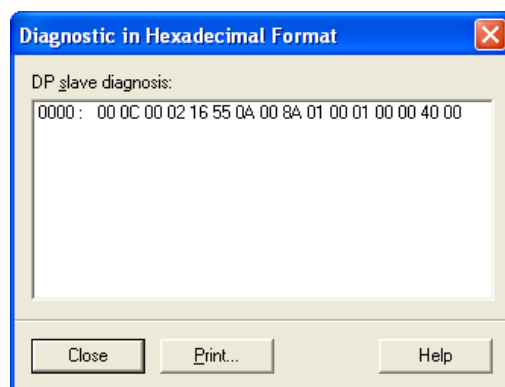 Diagnostic in Hexadecimal Format
DP slave diagnosis:
0000 : 00 0C 00 02 16 55 0A 00 8A 01 00 01 00 00 40 00
Close Print... Help